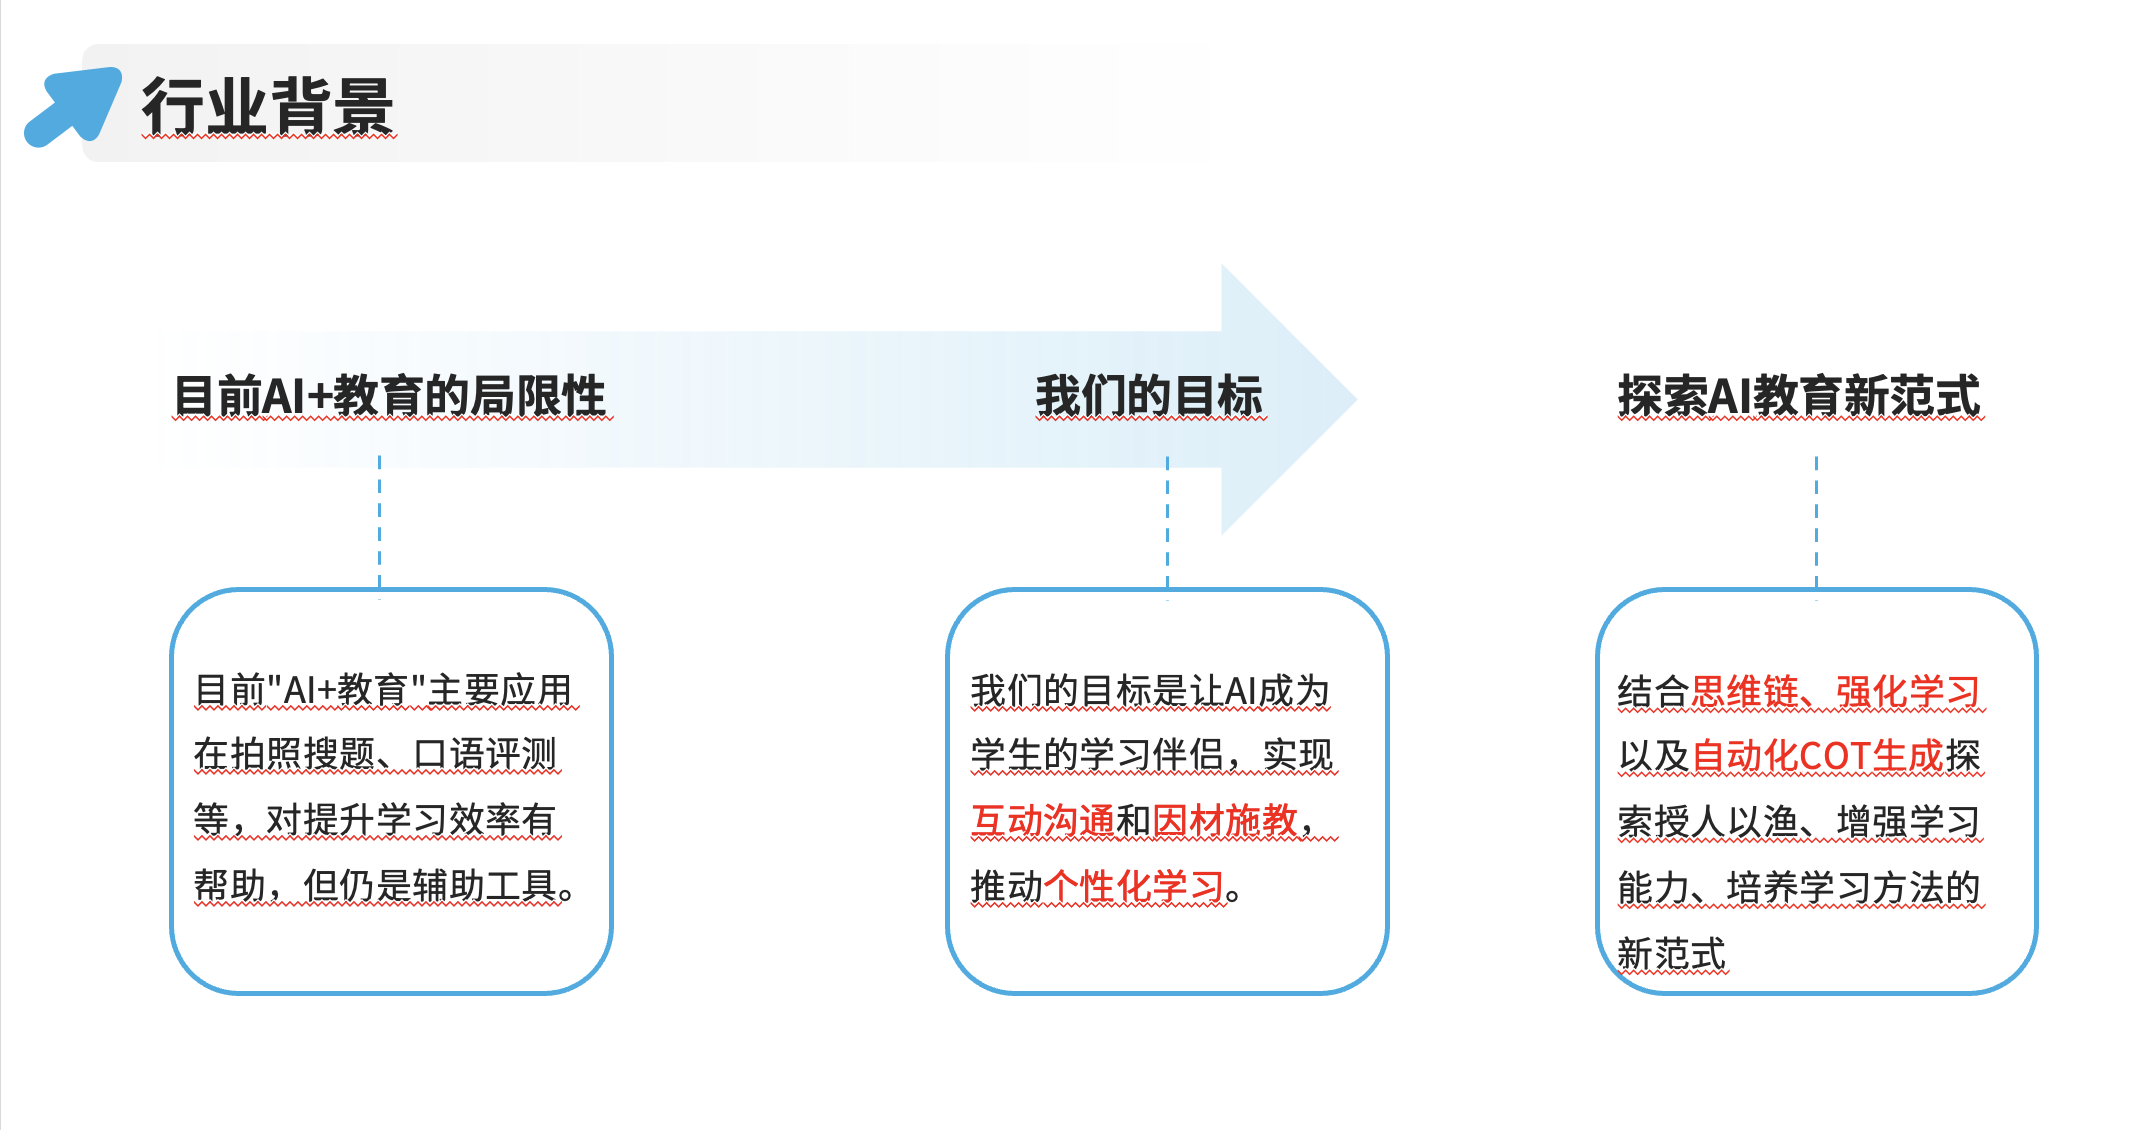 行业背景
目前AI+教育的局限性
我们的目标
探索AI教育新范式
目前"AI+教育"主要应用
在拍照搜题、口语评测
等，对提升学习效率有
帮助，但仍是辅助工具。
我们的目标是让AI成为
学生的学习伴侣，实现
互动沟通和因材施教，
推动个性化学习。
结合思维链、强化学习
以及自动化COT生成探
索授人以渔、增强学习
能力、培养学习方法的
新范式